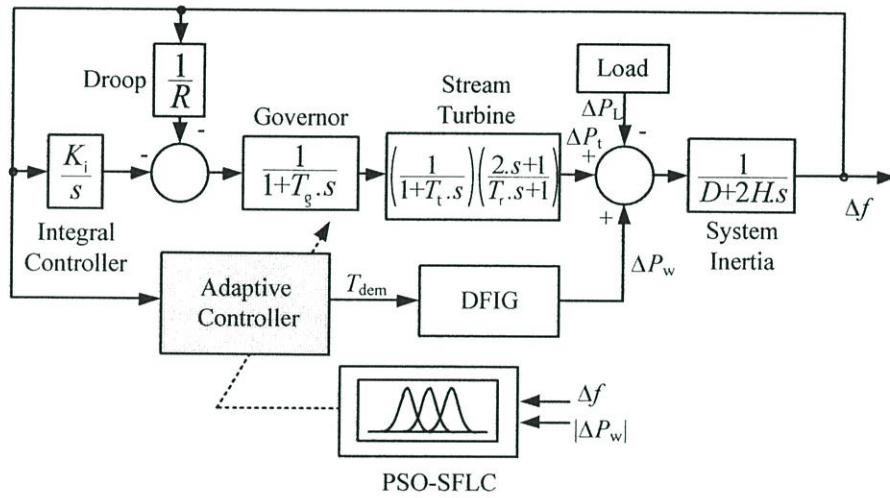 Droop
1/R
-
Governor
Stream
Turbine
Load
ΔP_L
-
ΔP_t
+
K_i/s
-
1/(1+T_g.s)
(1/(1+T_t.s))(2.s+1/T_r.s+1)
1/(D+2H.s)
Δf
Integral
Controller
+
ΔP_w
System
Inertia
Adaptive
Controller
T_dem
DFIG
Δf
|ΔP_w|
PSO-SFLC